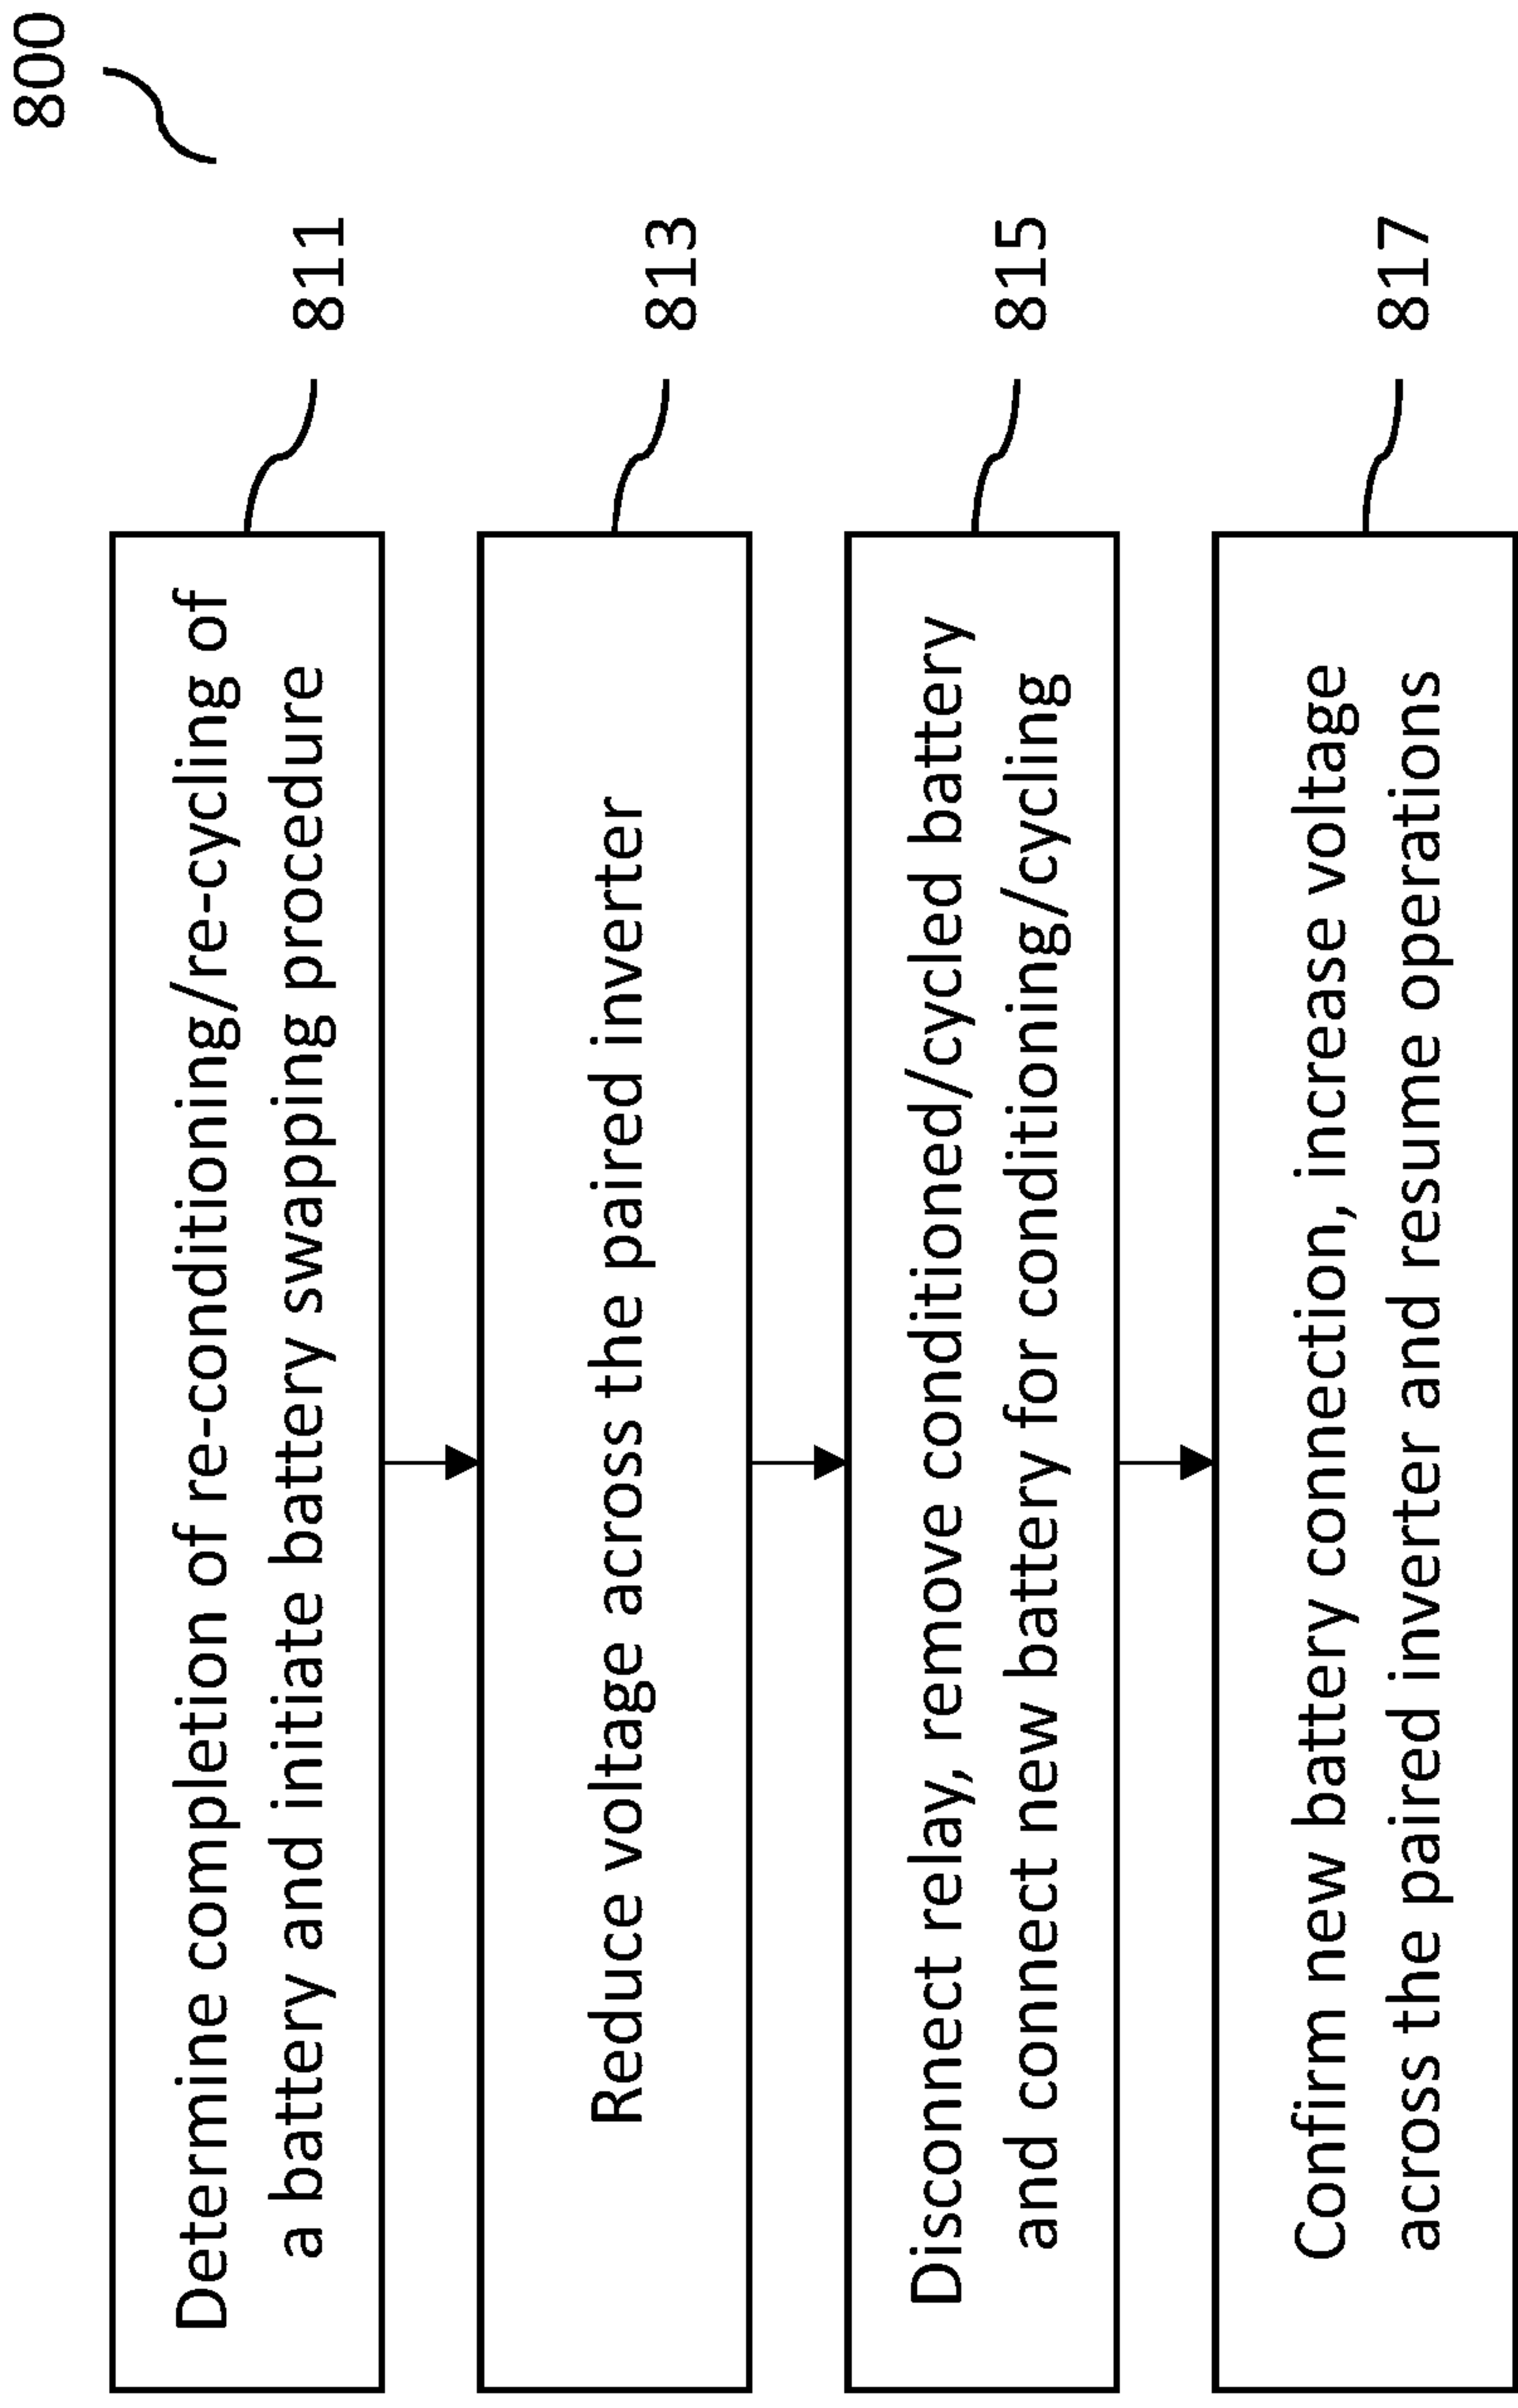 800
Determine completion of re-conditioning/re-cycling of
a battery and initiate battery swapping procedure
811
Reduce voltage across the paired inverter
813
Disconnect relay, remove conditioned/cycled battery
and connect new battery for conditioning/cycling
815
Confirm new battery connection, increase voltage
across the paired inverter and resume operations
817